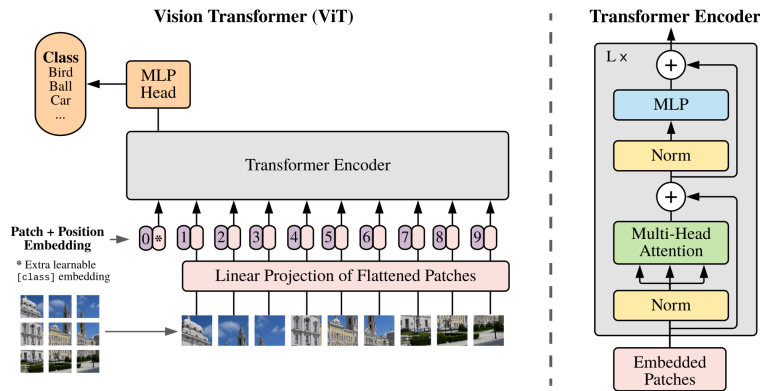 Vision Transformer (ViT)
Class
Bird
Ball
Car
...
MLP
Head
Transformer Encoder
Patch + Position
Embedding
0 * 1 2 3 4 5 6 7 8 9
* Extra learnable
[class] embedding
Linear Projection of Flattened Patches
Transformer Encoder
L ×
+
MLP
Norm
+
Multi-Head
Attention
Norm
Embedded
Patches